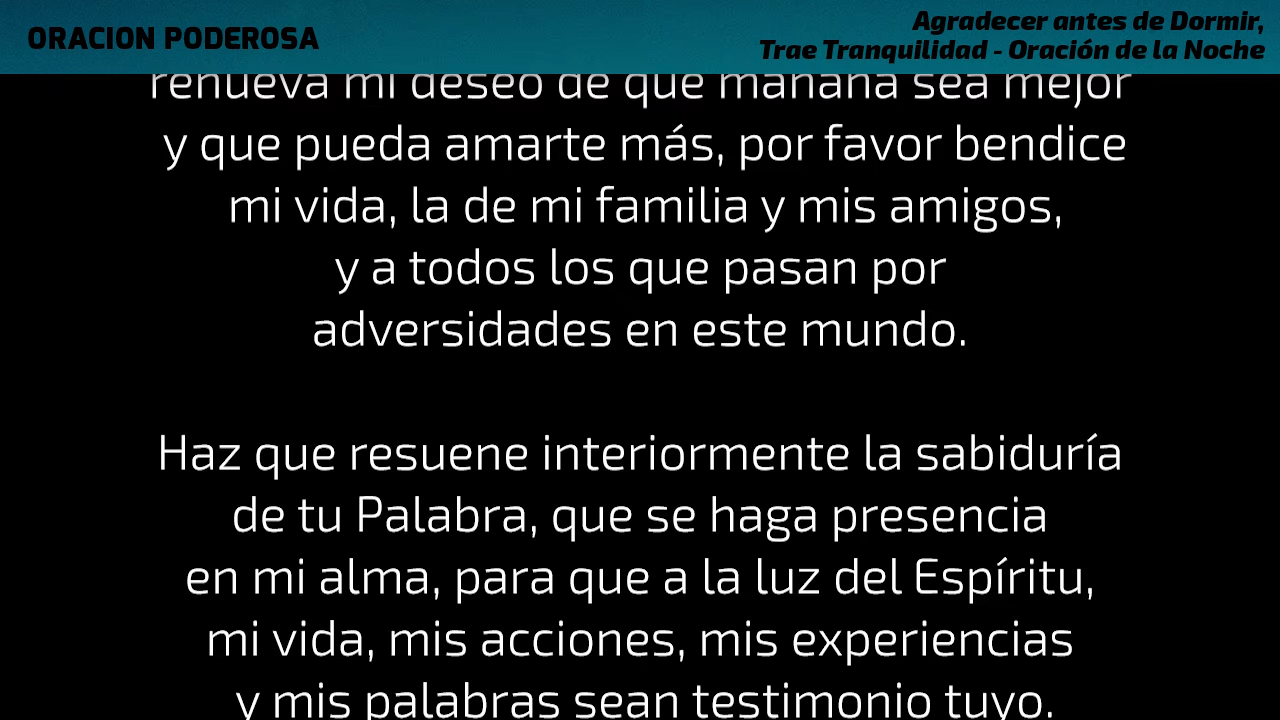 ORACION PODEROSA
Agradecer antes de Dormir,
Trae Tranquilidad - Oración de la Noche
renueva mi deseo de que mañana sea mejor
y que pueda amarte más, por favor bendice
mi vida, la de mi familia y mis amigos,
y a todos los que pasan por
adversidades en este mundo.
Haz que resuene interiormente la sabiduría
de tu Palabra, que se haga presencia
en mi alma, para que a la luz del Espíritu,
mi vida, mis acciones, mis experiencias
y mis palabras sean testimonio tuyo.